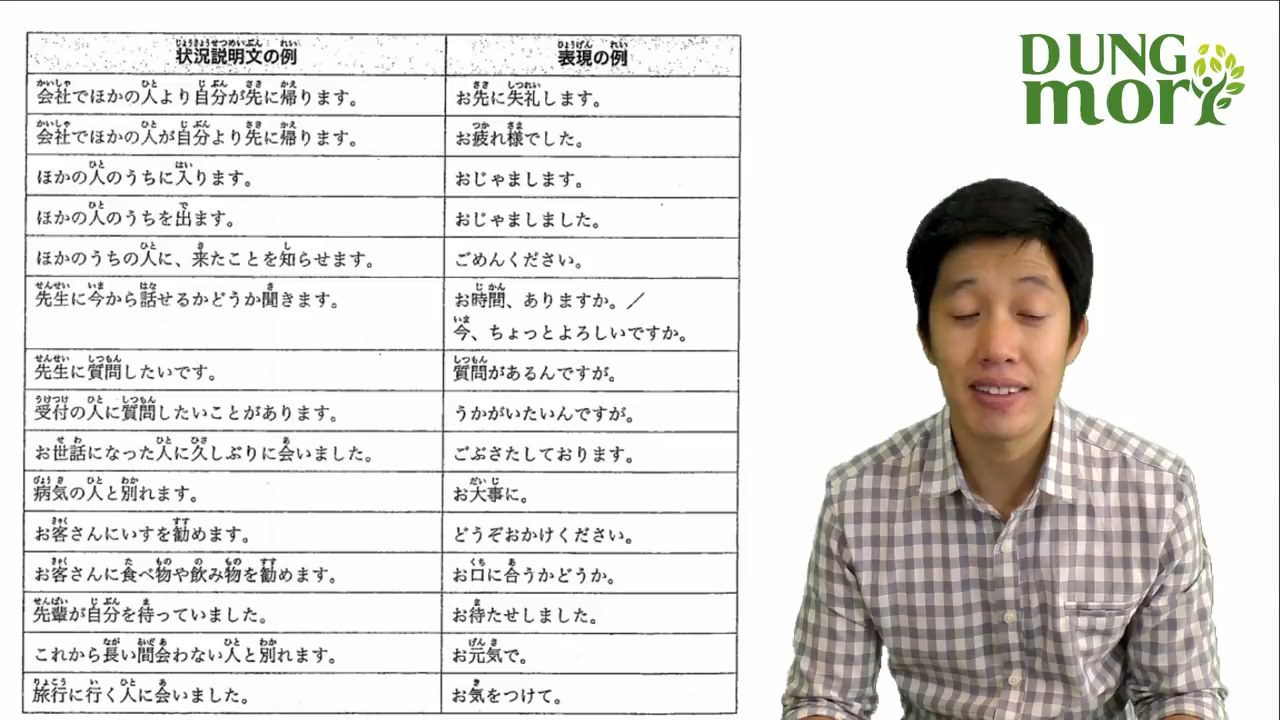 状況説明文の例 表現の例
会社でほかの人より自分が先に帰ります。 お先に失礼します。
会社でほかの人が自分より先に帰ります。 お疲れ様でした。
ほかの人のうちに入ります。 おじゃまします。
ほかの人のうちを出ます。 おじゃましました。
ほかのうちの人に、来たことを知らせます。 ごめんください。
先生に今から話せるかどうか聞きます。 お時間、ありますか。／
今、ちょっとよろしいですか。
先生に質問したいです。 質問があるんですが。
受付の人に質問したいことがあります。 うかがいたいんですが。
お世話になった人に久しぶりに会いました。 ごぶさたしております。
病気の人と別れます。 お大事に。
お客さんにいすを勧めます。 どうぞおかけください。
お客さんに食べ物や飲み物を勧めます。 お口に合うかどうか。
先輩が自分を待っていました。 お待たせしました。
これから長い間会わない人と別れます。 お元気で。
旅行に行く人に会いました。 お気をつけて。
DUNG
mori